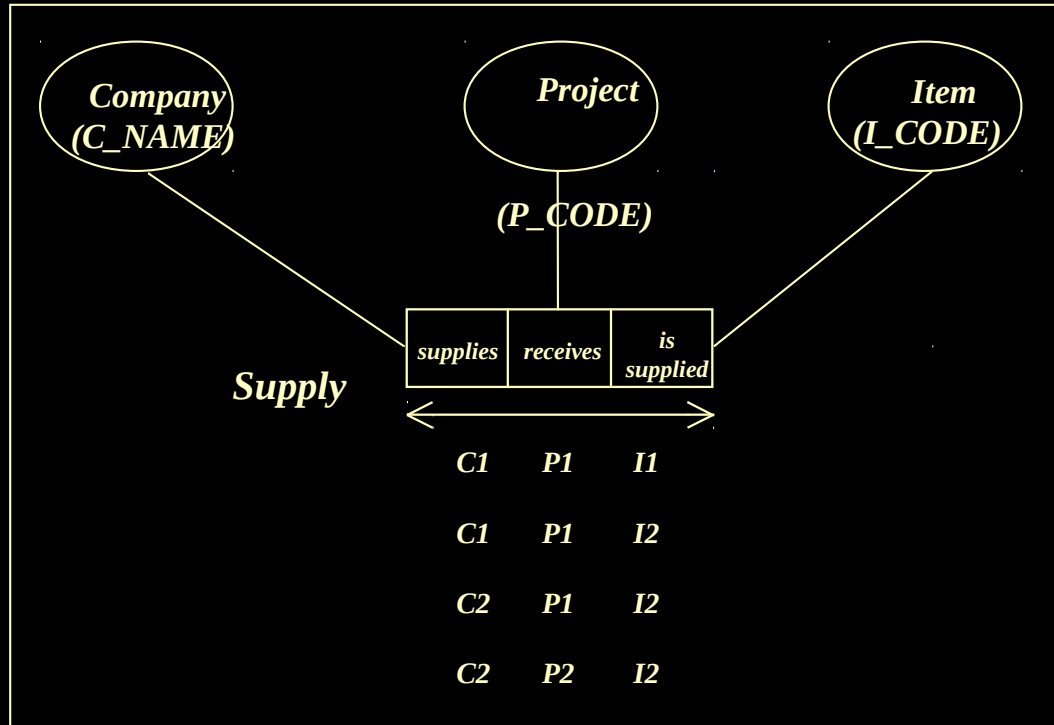 Company
(C_NAME)
Project
(P_CODE)
Item
(I_CODE)
supplies
receives
is
supplied
Supply
C1 P1 I1
C1 P1 I2
C2 P1 I2
C2 P2 I2